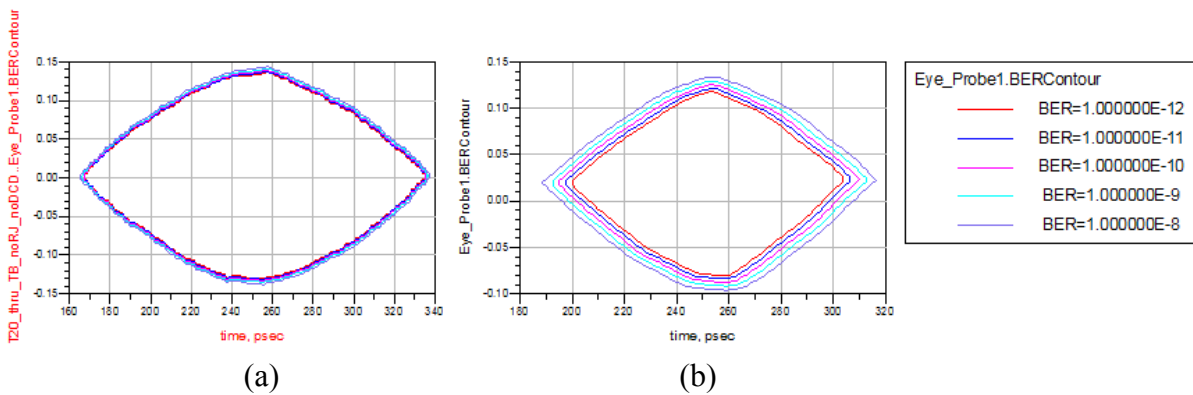 T20_thru_TB_noRJ_noDCD..Eye_Probe1.BERContour
0.15
0.10
0.05
0.00
-0.05
-0.10
-0.15
160 180 200 220 240 260 280 300 320 340
time, psec
(a)
Eye_Probe1.BERContour
0.15
0.10
0.05
0.00
-0.05
-0.10
180 200 220 240 260 280 300 320
time, psec
(b)
Eye_Probe1.BERContour
BER=1.000000E-12
BER=1.000000E-11
BER=1.000000E-10
BER=1.000000E-9
BER=1.000000E-8